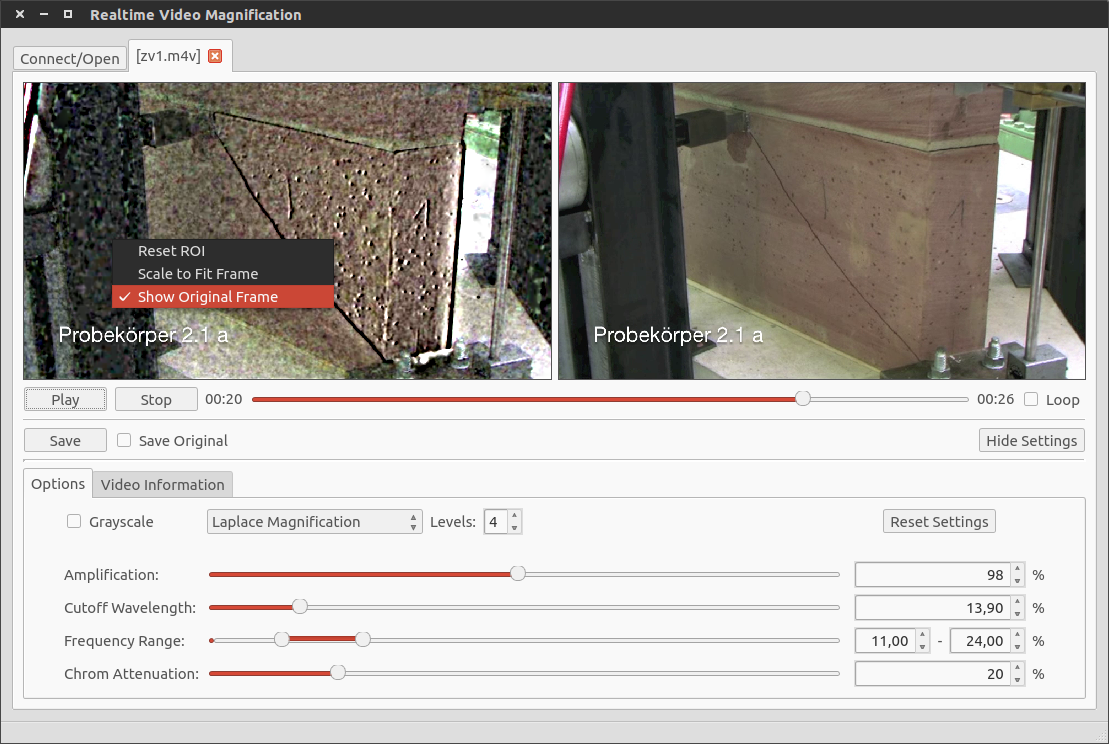 Realtime Video Magnification
Connect/Open
[zv1.m4v]
Reset ROI
Scale to Fit Frame
Show Original Frame
Probekörper 2.1 a
Probekörper 2.1 a
Play Stop 00:20 00:26 Loop
Save Save Original Hide Settings
Options Video Information
Grayscale Laplace Magnification Levels: 4 Reset Settings
Amplification: 98 %
Cutoff Wavelength: 13,90 %
Frequency Range: 11,00 - 24,00 %
Chrom Attenuation: 20 %